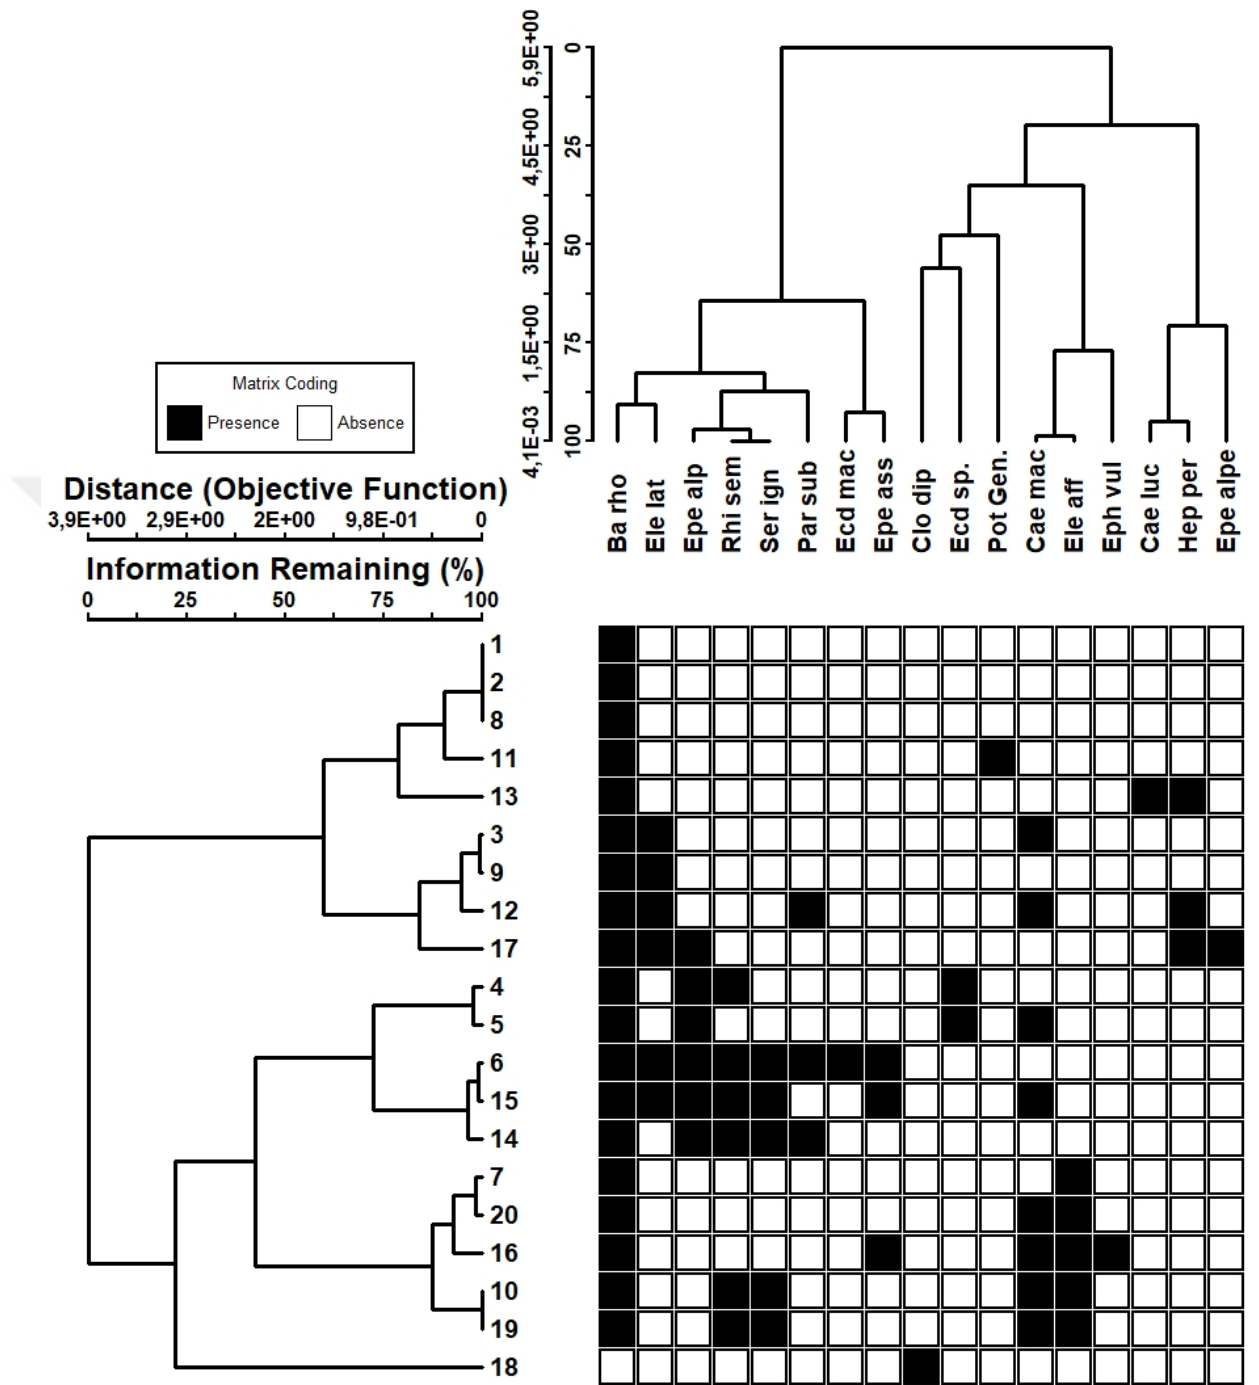 5,9E+00
4,5E+00
3E+00
1,5E+00
4,1E-03
0
25
50
75
100
Matrix Coding
Presence Absence
Ba rho
Ele lat
Epe alp
Rhi sem
Ser ign
Par sub
Ecd mac
Epe ass
Clo dip
Ecd sp.
Pot Gen.
Cae mac
Ele aff
Eph vul
Cae luc
Hep per
Epe alpe
Distance (Objective Function)
3,9E+00 2,9E+00 2E+00 9,8E-01 0
Information Remaining (%)
0 25 50 75 100
1
2
8
11
13
3
9
12
17
4
5
6
15
14
7
20
16
10
19
18